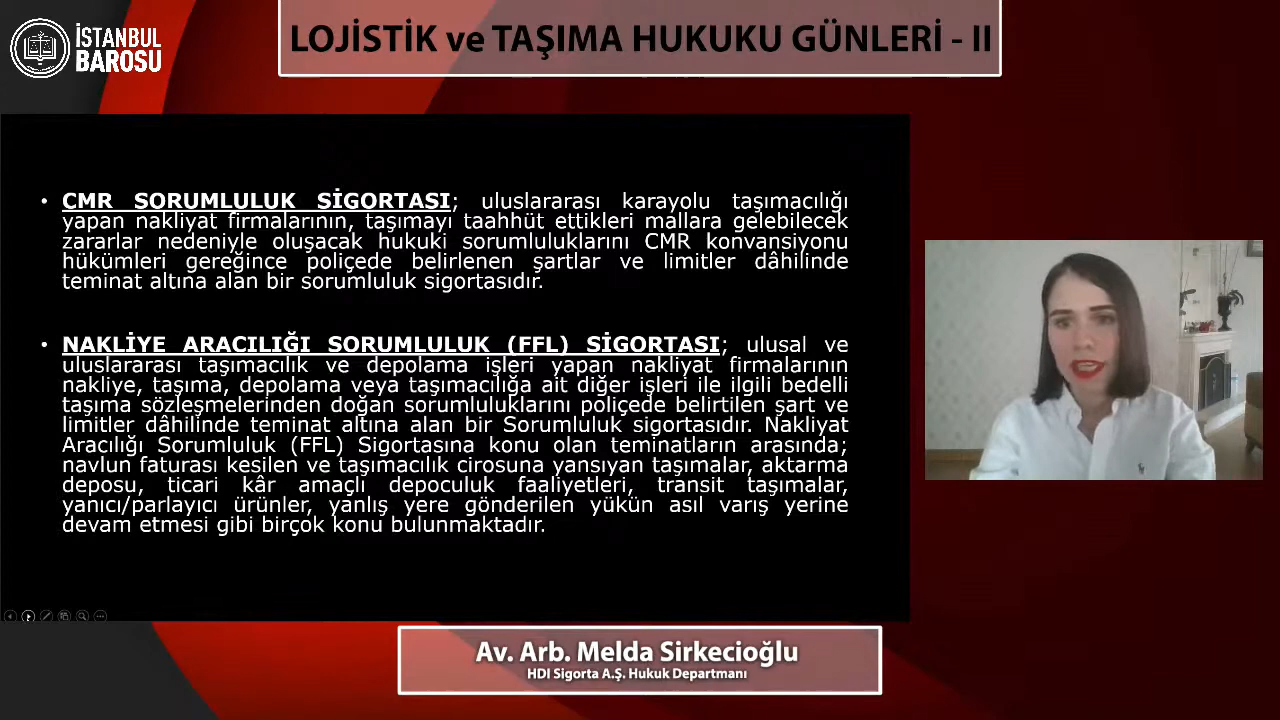 İSTANBUL
BAROSU
LOJİSTİK ve TAŞIMA HUKUKU GÜNLERİ - II
• CMR SORUMLULUK SİGORTASI; uluslararası karayolu taşımacılığı
yapan nakliyat firmalarının, taşımayı taahhüt ettikleri mallara gelebilecek
zararlar nedeniyle oluşacak hukuki sorumluluklarını CMR konvansiyonu
hükümleri gereğince poliçede belirlenen şartlar ve limitler dâhilinde
teminat altına alan bir sorumluluk sigortasıdır.
• NAKLİYE ARACILIĞI SORUMLULUK (FFL) SİGORTASI; ulusal ve
uluslararası taşımacılık ve depolama işleri yapan nakliyat firmalarının
nakliye, taşıma, depolama veya taşımacılığa ait diğer işleri ile ilgili bedelli
taşıma sözleşmelerinden doğan sorumluluklarını poliçede belirtilen şart ve
limitler dâhilinde teminat altına alan bir Sorumluluk sigortasıdır. Nakliyat
Aracılığı Sorumluluk (FFL) Sigortasına konu olan teminatların arasında;
navlun faturası kesilen ve taşımacılık cirosuna yansıyan taşımalar, aktarma
deposu, ticari kâr amaçlı depoculuk faaliyetleri, transit taşımalar,
yanıcı/parlayıcı ürünler, yanlış yere gönderilen yükün asıl varış yerine
devam etmesi gibi birçok konu bulunmaktadır.
Av. Arb. Melda Sirkecioğlu
HDI Sigorta A.Ş. Hukuk Departmanı